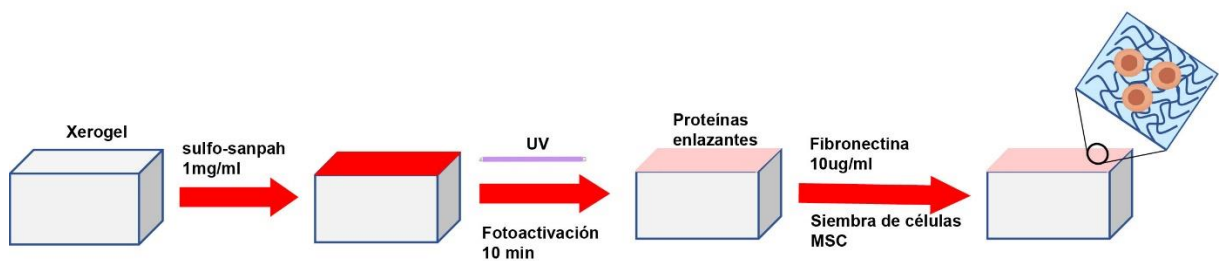 Xerogel
sulfo-sanpah
1mg/ml
UV
Fotoactivación
10 min
Proteínas
enlazantes
Fibronectina
10ug/ml
Siembra de células
MSC